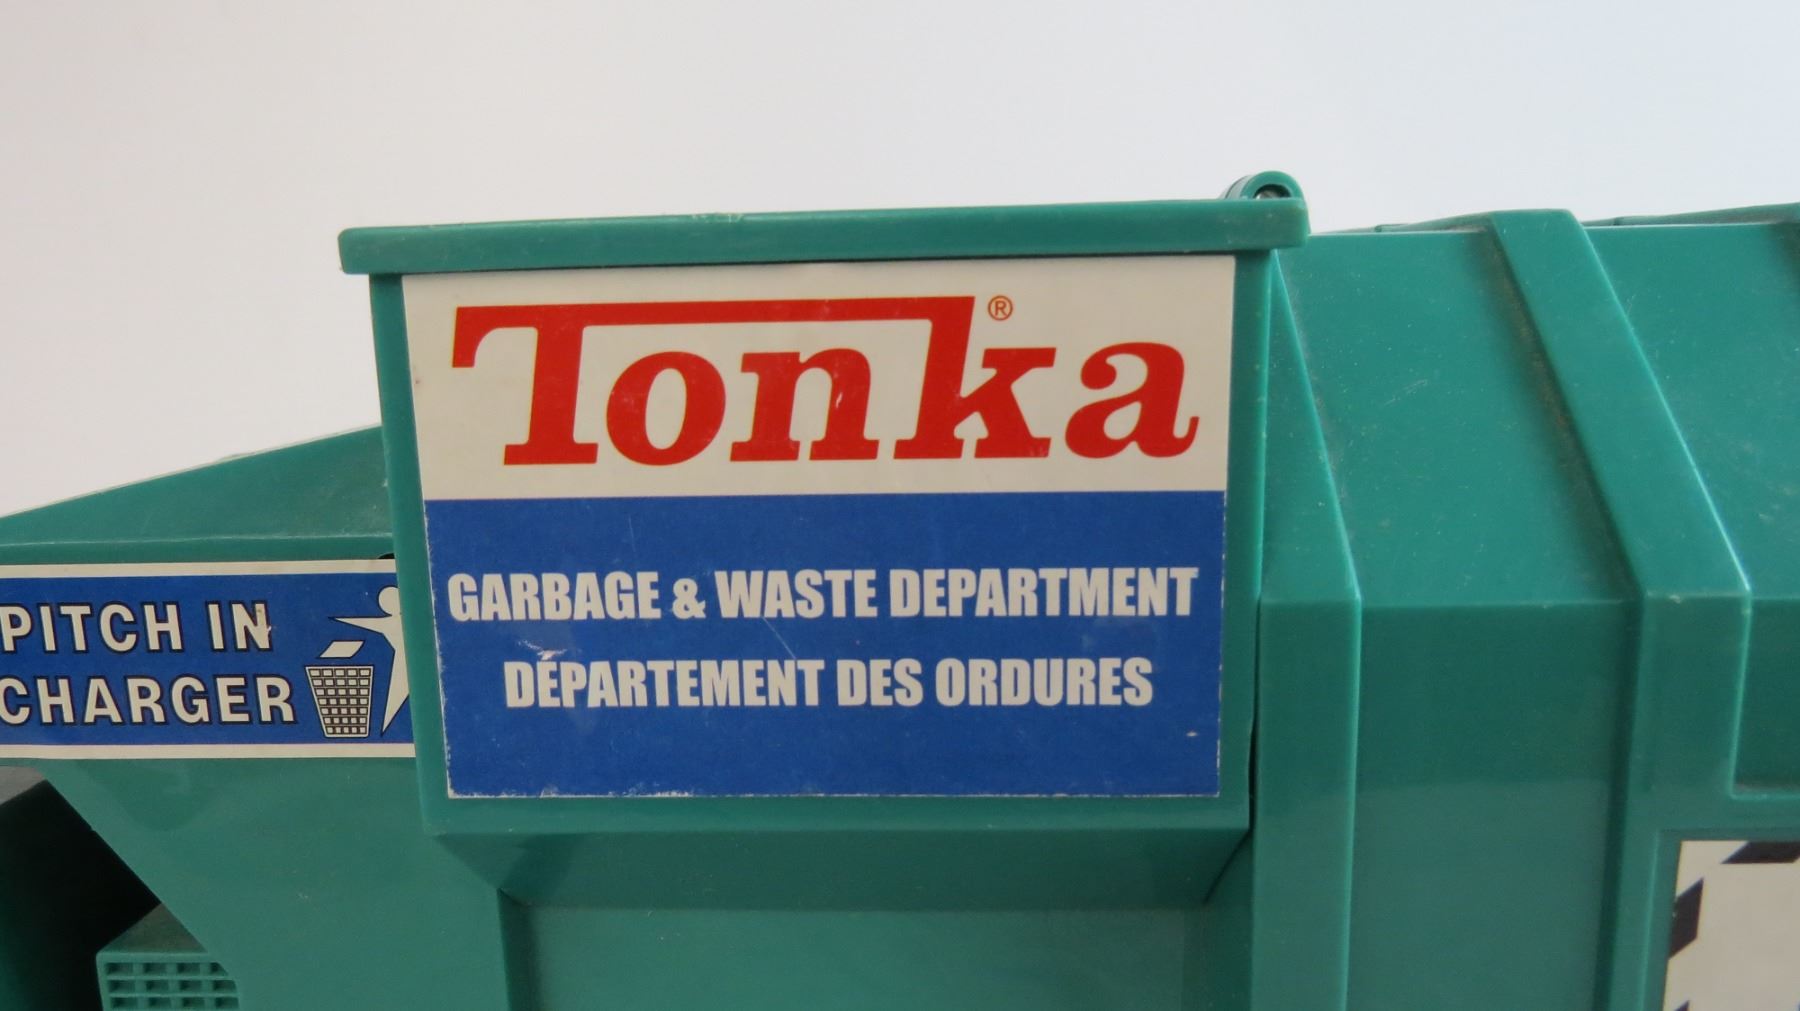 Tonka®
GARBAGE & WASTE DEPARTMENT
DÉPARTEMENT DES ORDURES
PITCH IN
CHARGER